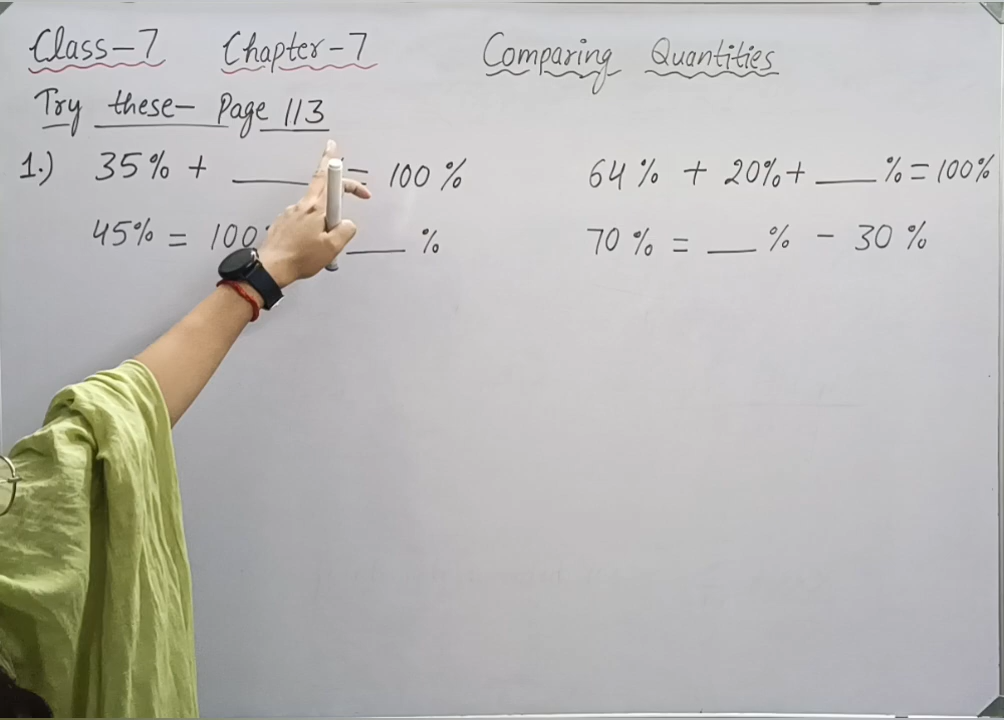 Class-7 Chapter-7 Comparing Quantities
Try these- Page 113
1.) 35% + ____ = 100% 64% + 20% + ___% = 100%
45% = 100 ___% 70% = __% - 30%